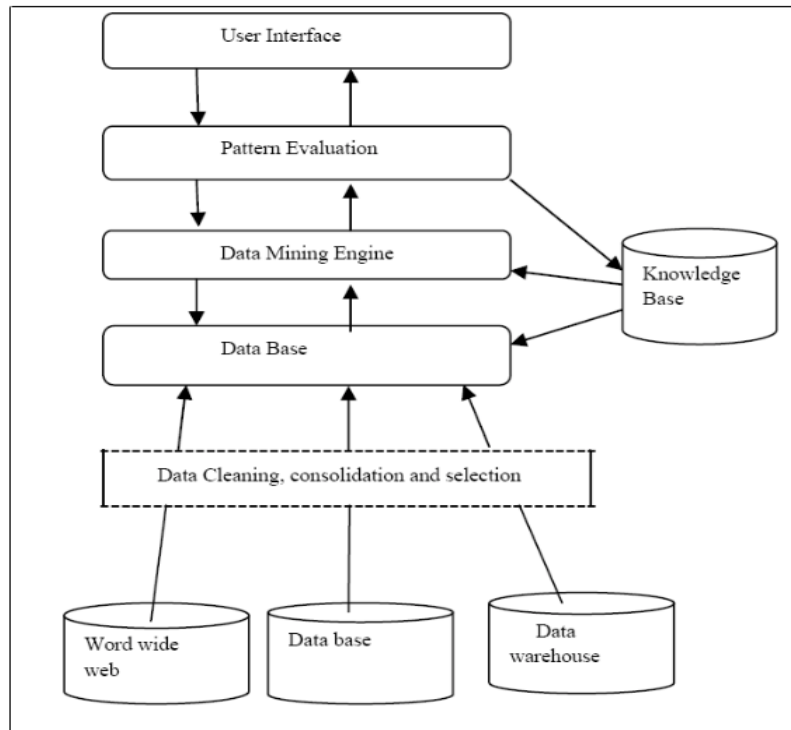 User Interface
Pattern Evaluation
Data Mining Engine
Knowledge
Base
Data Base
Data Cleaning, consolidation and selection
Word wide
web
Data base
Data
warehouse